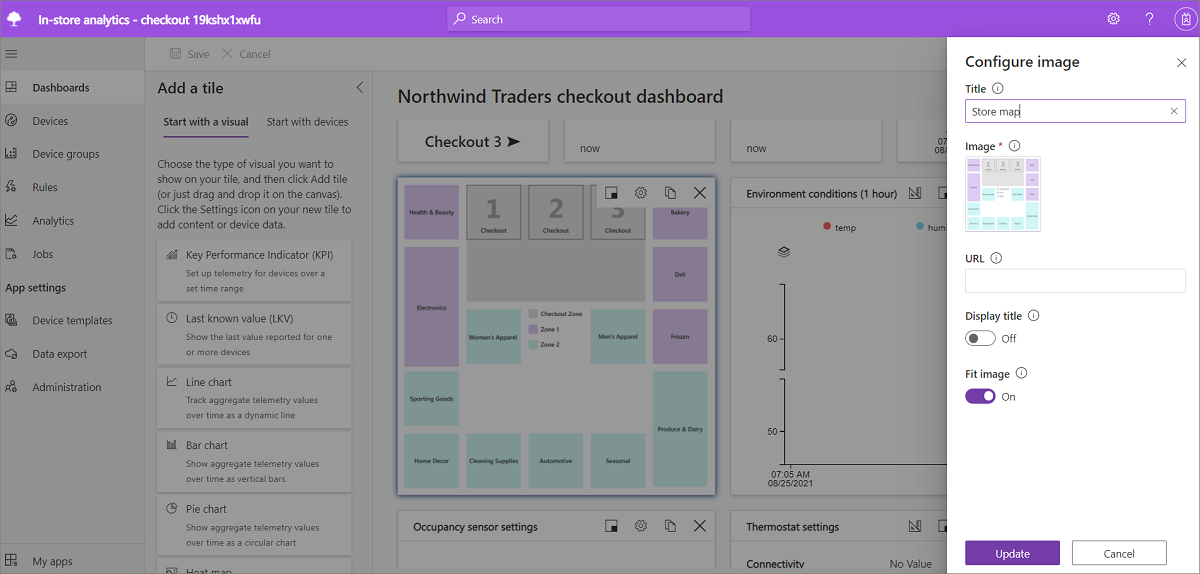 In-store analytics - checkout 19kshx1xwfu
Search
Save
Cancel
Dashboards
Devices
Device groups
Rules
Analytics
Jobs
App settings
Device templates
Data export
Administration
My apps
Add a tile
Start with a visual
Start with devices
Choose the type of visual you want to
show on your tile, and then click Add tile
(or just drag and drop it on the canvas).
Click the Settings icon on your new tile to
add content or device data.
Key Performance Indicator (KPI)
Set up telemetry for devices over a
set time range
Last known value (LKV)
Show the last value reported for one
or more devices
Line chart
Track aggregate telemetry values
over time as a dynamic line
Bar chart
Show aggregate telemetry values
over time as vertical bars
Pie chart
Show aggregate telemetry values
over time as a circular chart
Heat map
Northwind Traders checkout dashboard
Checkout 3
now
now
07:
08/
Health & Beauty
1
Checkout
2
Checkout
3
Checkout
Bakery
Electronics
Deli
Women's Apparel
Checkout Zone
Zone 1
Zone 2
Men's Apparel
Frozen
Sporting Goods
Produce & Dairy
Home Decor
Cleaning Supplies
Automotive
Seasonal
Environment conditions (1 hour)
temp
hum
60
50
07:05 AM
08/25/2021
Occupancy sensor settings
Thermostat settings
Connectivity
No Value
Configure image
Title
Store map
Image *
URL
Display title
Off
Fit image
On
Update
Cancel